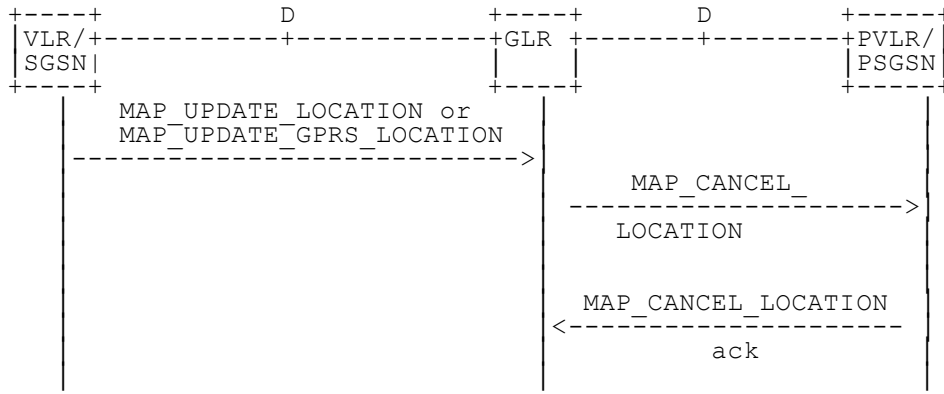 D D
VLR/ GLR PVLR/
SGSN PSGSN
MAP_UPDATE_LOCATION or
MAP_UPDATE_GPRS_LOCATION
MAP_CANCEL_
LOCATION
MAP_CANCEL_LOCATION
ack